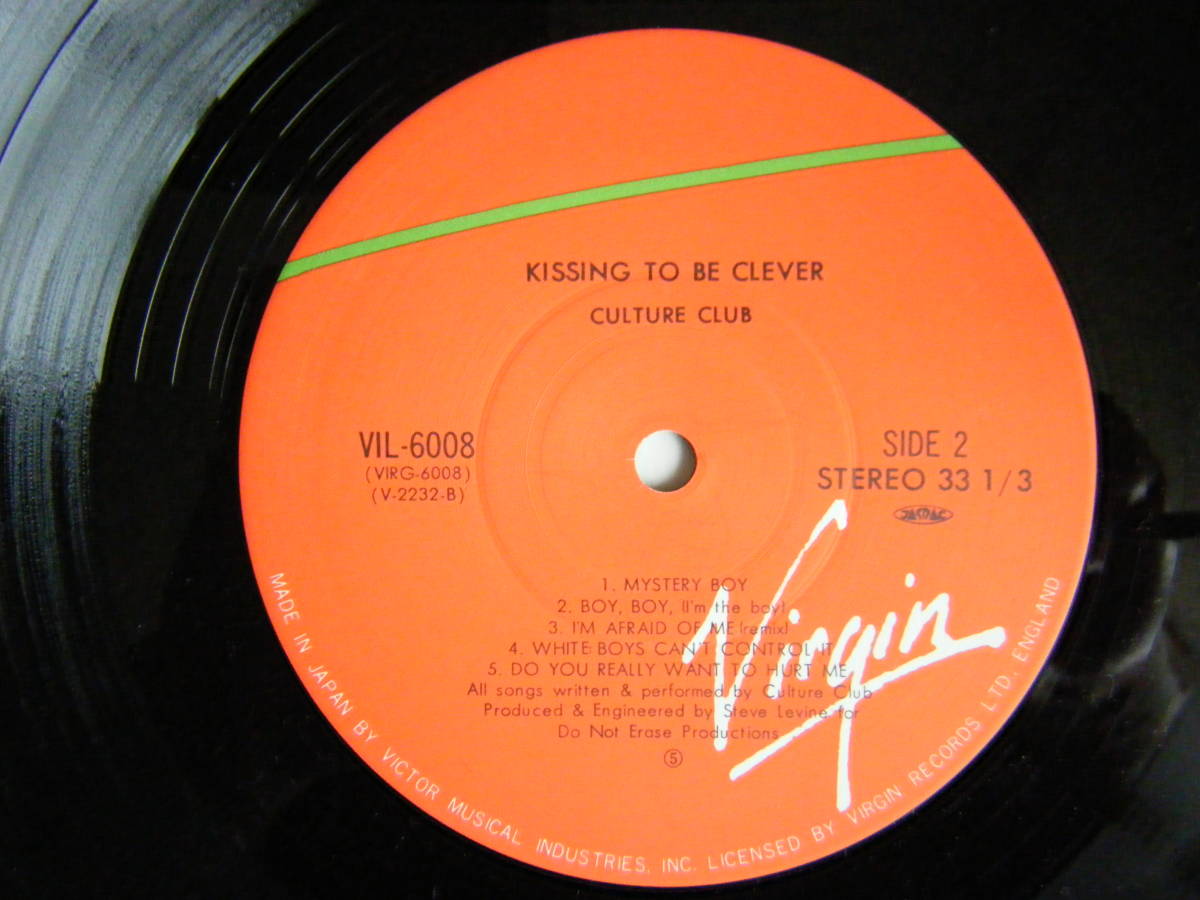 KISSING TO BE CLEVER
CULTURE CLUB
VIL-6008
(VIRG-6008)
(V-2232-B)
SIDE 2
STEREO 33 1/3
JASRAC
1. MYSTERY BOY
2. BOY, BOY, (I'm the boy)
3. I'M AFRAID OF ME (remix)
4. WHITE BOYS CAN'T CONTROL IT
5. DO YOU REALLY WANT TO HURT ME
All songs written & performed by Culture Club
Produced & Engineered by Steve Levine for
Do Not Erase Productions
⑤
Virgin
MADE IN JAPAN BY VICTOR MUSICAL INDUSTRIES, INC. LICENSED BY VIRGIN RECORDS LTD., ENGLAND